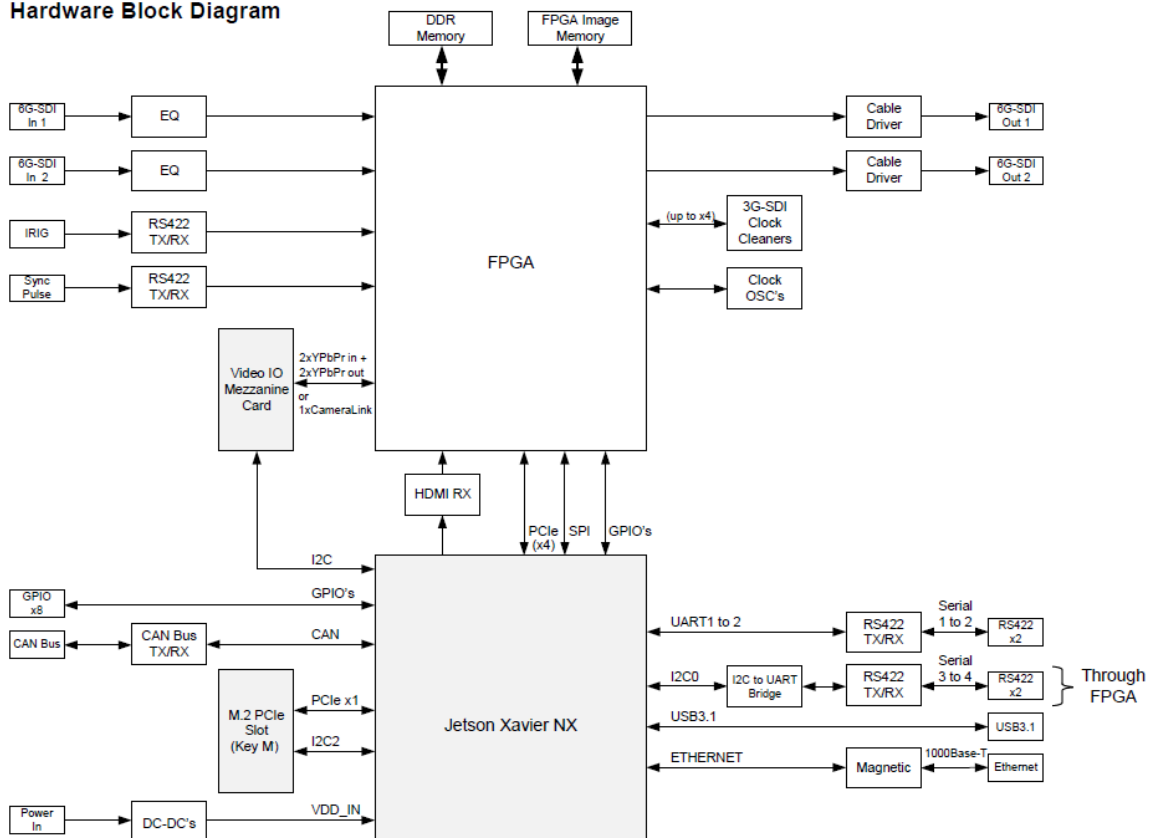 Hardware Block Diagram
DDR
Memory
FPGA Image
Memory
6G-SDI
In 1
EQ
Cable
Driver
6G-SDI
Out 1
6G-SDI
In 2
EQ
Cable
Driver
6G-SDI
Out 2
IRIG
RS422
TX/RX
(up to x4)
3G-SDI
Clock
Cleaners
FPGA
Sync
Pulse
RS422
TX/RX
Clock
OSC's
Video IO
Mezzanine
Card
2xYPbPr in +
2xYPbPr out
or
1xCameraLink
HDMI RX
PCIe
(x4)
SPI
GPIO's
I2C
GPIO
x8
GPIO's
CAN Bus
CAN Bus
TX/RX
CAN
UART1 to 2
RS422
TX/RX
Serial
1 to 2
RS422
x2
I2C0
I2C to UART
Bridge
RS422
TX/RX
Serial
3 to 4
RS422
x2
Through
FPGA
M.2 PCIe
Slot
(Key M)
PCIe x1
I2C2
Jetson Xavier NX
USB3.1
USB3.1
ETHERNET
Magnetic
1000Base-T
Ethernet
Power
In
DC-DC's
VDD_IN